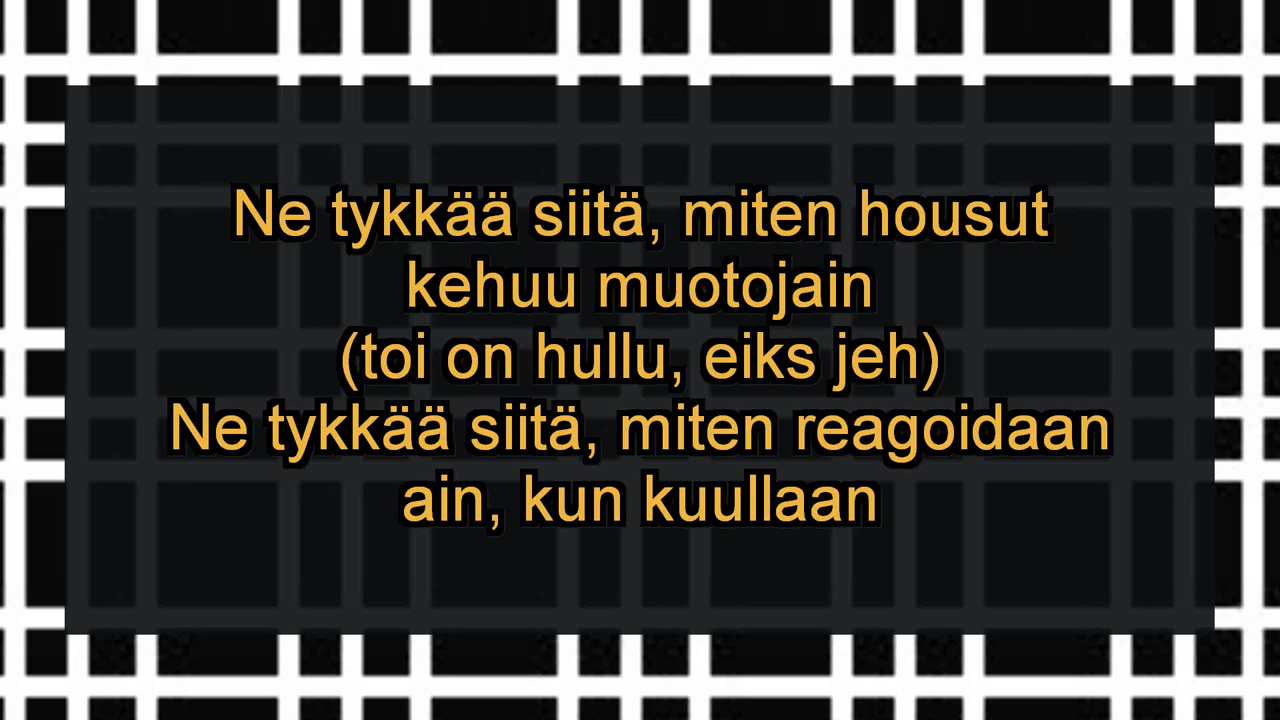 Ne tykkää siitä, miten housut
kehuu muotojain
(toi on hullu, eiks jeh)
Ne tykkää siitä, miten reagoidaan
ain, kun kuullaan